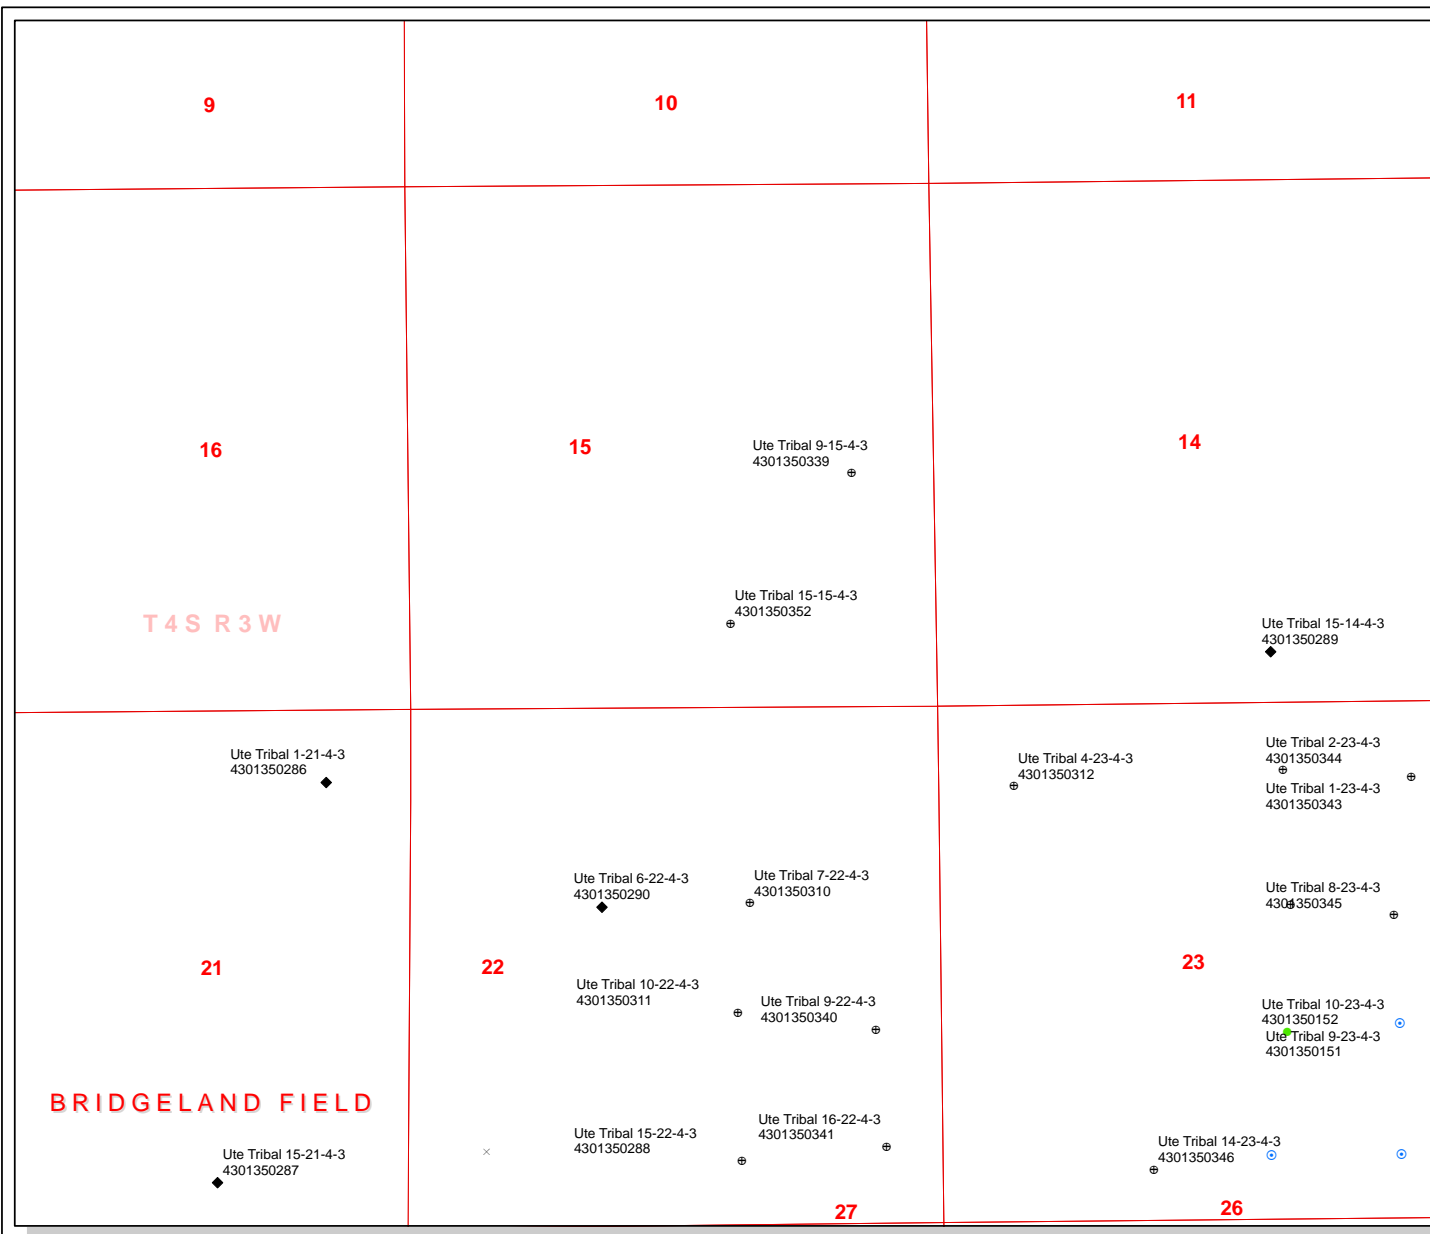 9
10
11
16
15
14
Ute Tribal 9-15-4-3
4301350339
T4S R3W
Ute Tribal 15-15-4-3
4301350352
Ute Tribal 15-14-4-3
4301350289
Ute Tribal 1-21-4-3
4301350286
Ute Tribal 4-23-4-3
4301350312
Ute Tribal 2-23-4-3
4301350344
Ute Tribal 1-23-4-3
4301350343
Ute Tribal 6-22-4-3
4301350290
Ute Tribal 7-22-4-3
4301350310
Ute Tribal 8-23-4-3
4301350345
21
22
23
Ute Tribal 10-22-4-3
4301350311
Ute Tribal 9-22-4-3
4301350340
Ute Tribal 10-23-4-3
4301350152
Ute Tribal 9-23-4-3
4301350151
BRIDGELAND FIELD
Ute Tribal 15-21-4-3
4301350287
Ute Tribal 15-22-4-3
4301350288
Ute Tribal 16-22-4-3
4301350341
Ute Tribal 14-23-4-3
4301350346
27
26